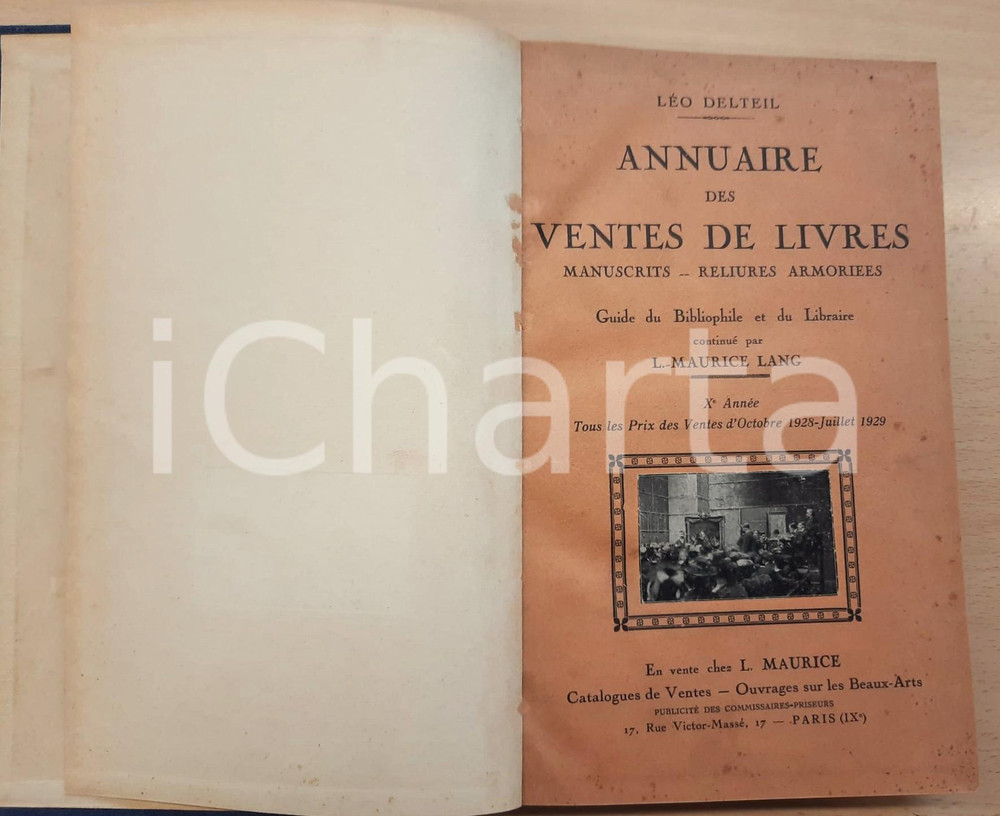 LÉO DELTEIL
ANNUAIRE
DES
VENTES DE LIVRES
MANUSCRITS – RELIURES ARMORIEES
Guide du Bibliophile et du Libraire
continué par
L.-MAURICE LANG
Xe Année
Tous les Prix des Ventes d'Octobre 1928-Juillet 1929
iCharta
En vente chez L. MAURICE
Catalogues de Ventes — Ouvrages sur les Beaux-Arts
PUBLICITÉ DES COMMISSAIRES-PRISEURS
17, Rue Victor-Massé, 17 — PARIS (IXe)